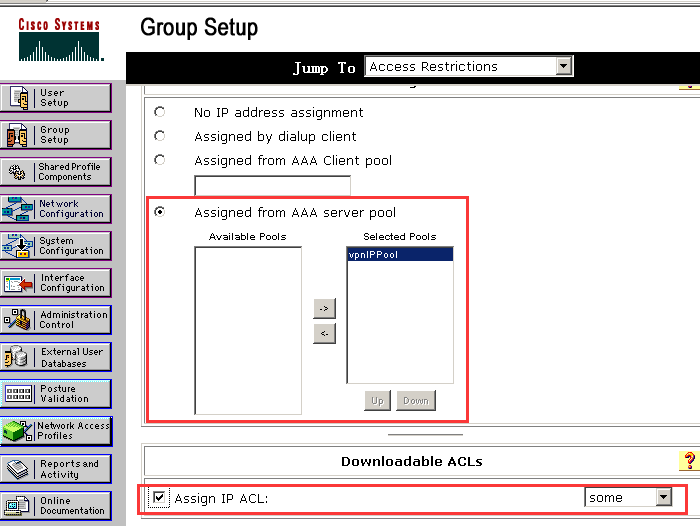 CISCO SYSTEMS
Group Setup
Jump To Access Restrictions
User Setup
Group Setup
Shared Profile Components
Network Configuration
System Configuration
Interface Configuration
Administration Control
External User Databases
Posture Validation
Network Access Profiles
Reports and Activity
Online Documentation
No IP address assignment
Assigned by dialup client
Assigned from AAA Client pool
Assigned from AAA server pool
Available Pools Selected Pools
vpnIPPool
->
<-
Up Down
Downloadable ACLs ?
Assign IP ACL: some